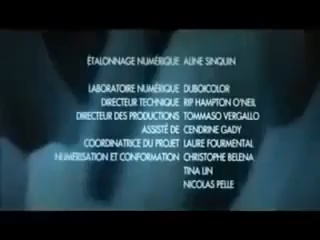 ÉTALONNAGE NUMÉRIQUE ALINE SINQUIN
LABORATOIRE NUMÉRIQUE DUBOICOLOR
DIRECTEUR TECHNIQUE RIP HAMPTON O'NEIL
DIRECTEUR DES PRODUCTIONS TOMMASO VERGALLO
ASSISTÉ DE CENDRINE GADY
COORDINATRICE DU PROJET LAURE FOURMENTAL
NUMÉRISATION ET CONFORMATION CHRISTOPHE BELENA
TINA LIN
NICOLAS PELLE